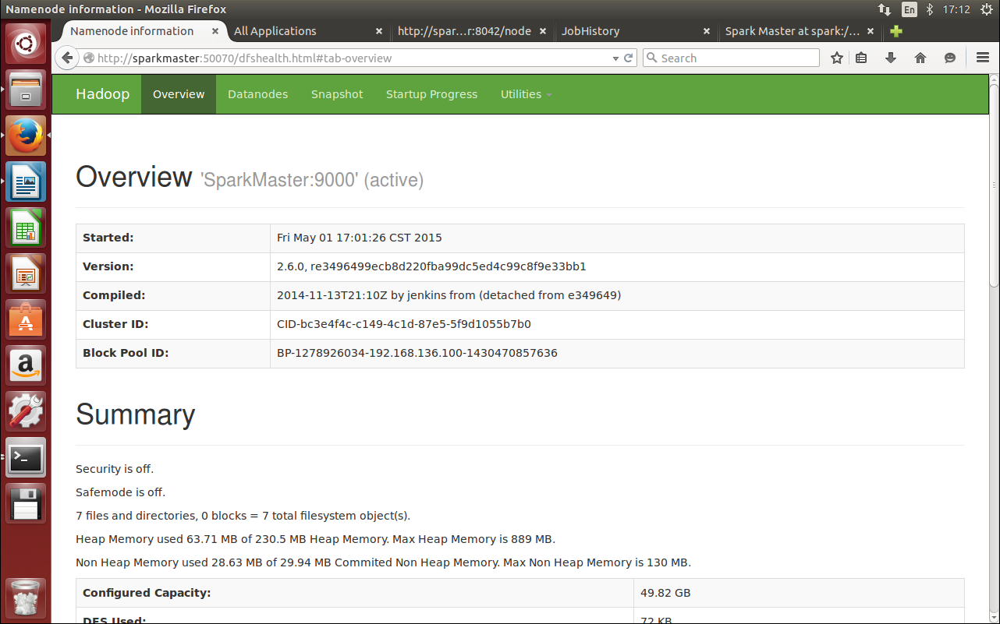 Namenode information - Mozilla Firefox
En 17:12
Namenode information
All Applications
http://spar...r:8042/node
JobHistory
Spark Master at spark:/...
http://sparkmaster:50070/dfshealth.html#tab-overview
Search
Hadoop
Overview
Datanodes
Snapshot
Startup Progress
Utilities
Overview 'SparkMaster:9000' (active)
Started: Fri May 01 17:01:26 CST 2015
Version: 2.6.0, re3496499ecb8d220fba99dc5ed4c99c8f9e33bb1
Compiled: 2014-11-13T21:10Z by jenkins from (detached from e349649)
Cluster ID: CID-bc3e4f4c-c149-4c1d-87e5-5f9d1055b7b0
Block Pool ID: BP-1278926034-192.168.136.100-1430470857636
Summary
Security is off.
Safemode is off.
7 files and directories, 0 blocks = 7 total filesystem object(s).
Heap Memory used 63.71 MB of 230.5 MB Heap Memory. Max Heap Memory is 889 MB.
Non Heap Memory used 28.63 MB of 29.94 MB Commited Non Heap Memory. Max Non Heap Memory is 130 MB.
Configured Capacity: 49.82 GB
DFS Used: 72 KB